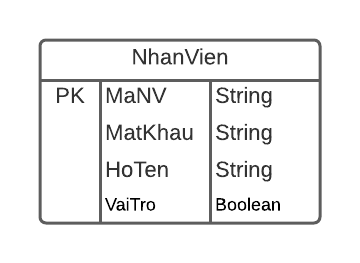 NhanVien
PK MaNV String
MatKhau String
HoTen String
VaiTro Boolean